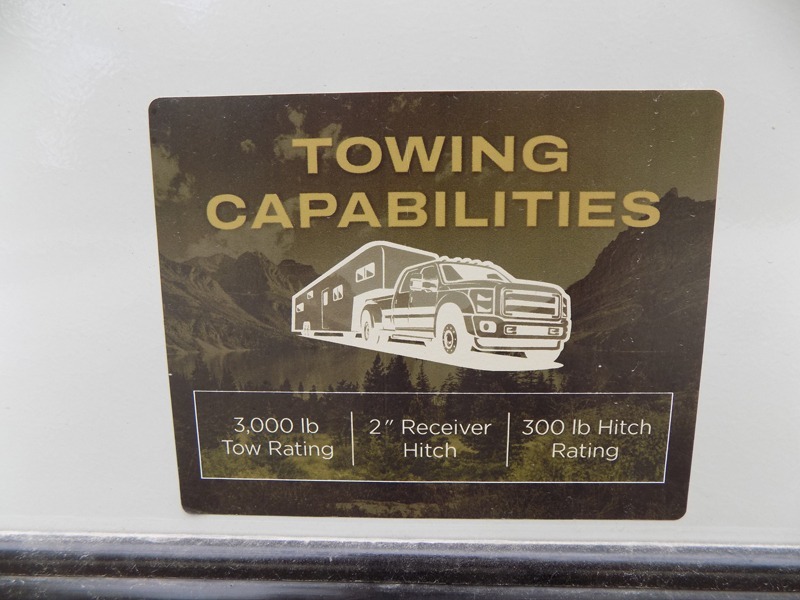 TOWING
CAPABILITIES
3,000 lb
Tow Rating
2" Receiver
Hitch
300 lb Hitch
Rating